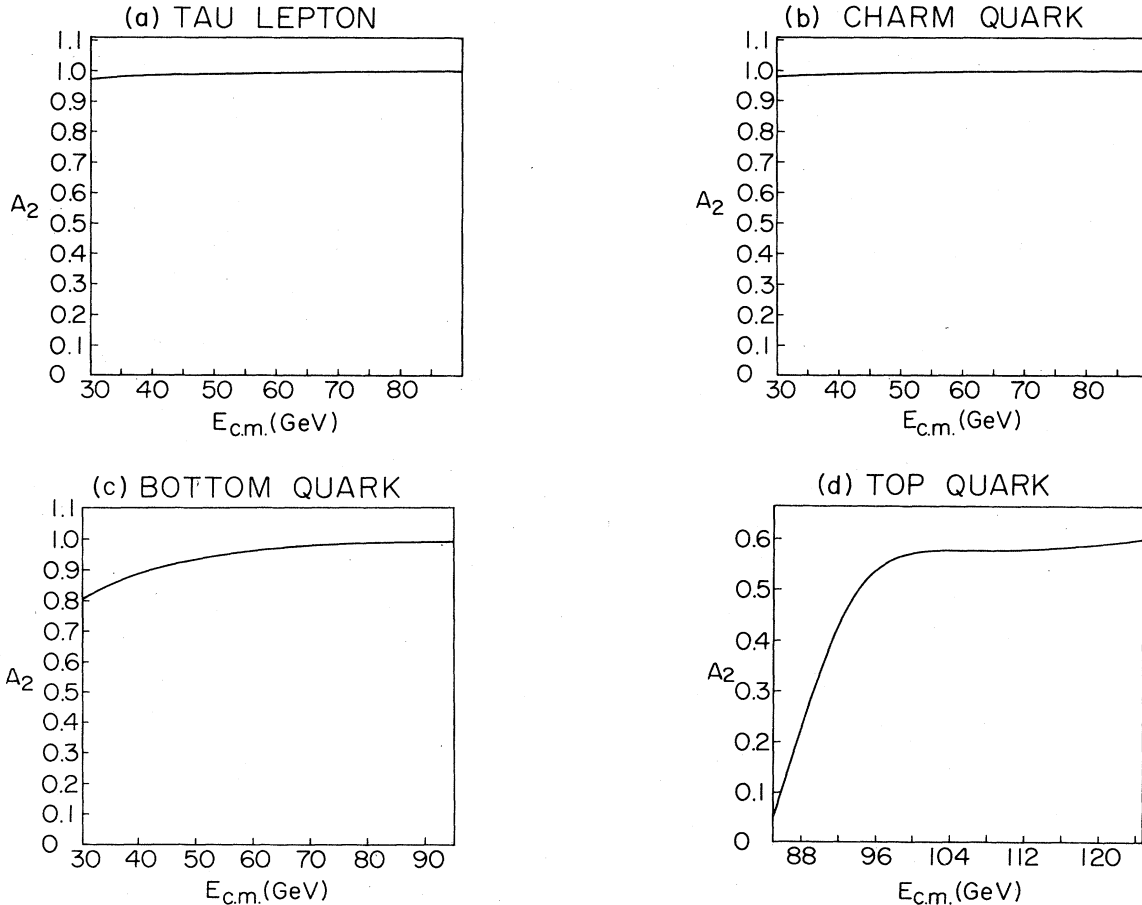 (a) TAU LEPTON
1.1
1.0
0.9
0.8
0.7
0.6
A2 0.5
0.4
0.3
0.2
0.1
0
30 40 50 60 70 80
Ec.m.(GeV)
(b) CHARM QUARK
1.1
1.0
0.9
0.8
0.7
0.6
A2 0.5
0.4
0.3
0.2
0.1
0
30 40 50 60 70 80
Ec.m.(GeV)
(c) BOTTOM QUARK
1.1
1.0
0.9
0.8
0.7
0.6
A2 0.5
0.4
0.3
0.2
0.1
0
30 40 50 60 70 80 90
Ec.m.(GeV)
(d) TOP QUARK
0.6
0.5
0.4
A2
0.3
0.2
0.1
0
88 96 104 112 120
Ec.m.(GeV)